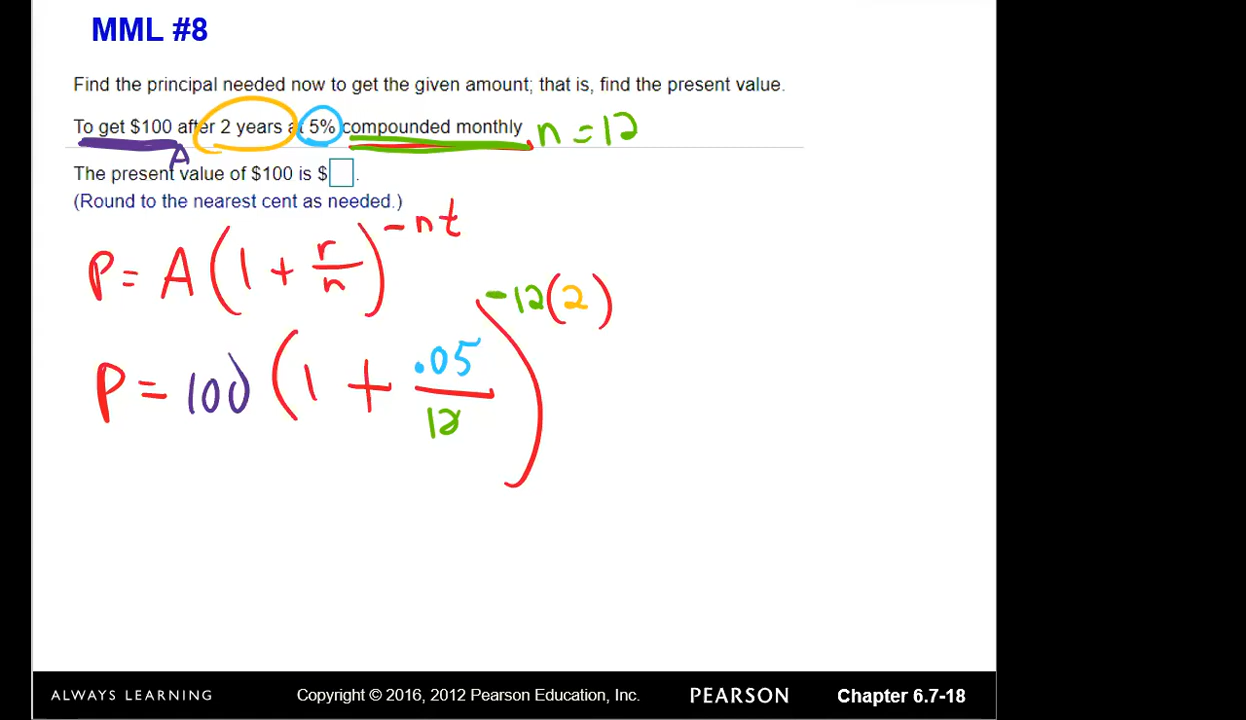 MML #8
Find the principal needed now to get the given amount; that is, find the present value.
To get $100 after 2 years at 5% compounded monthly n = 12
A
The present value of $100 is $ .
(Round to the nearest cent as needed.)
P = A (1 + r/n)^-nt
P = 100 (1 + .05/12)^-12(2)
ALWAYS LEARNING Copyright © 2016, 2012 Pearson Education, Inc. PEARSON Chapter 6.7-18